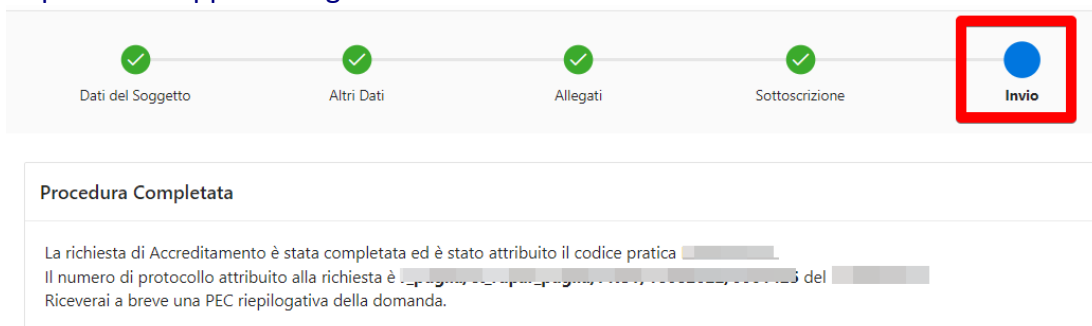 Dati del Soggetto
Altri Dati
Allegati
Sottoscrizione
Invio
Procedura Completata
La richiesta di Accreditamento è stata completata ed è stato attribuito il codice pratica
Il numero di protocollo attribuito alla richiesta è del
Riceverai a breve una PEC riepilogativa della domanda.